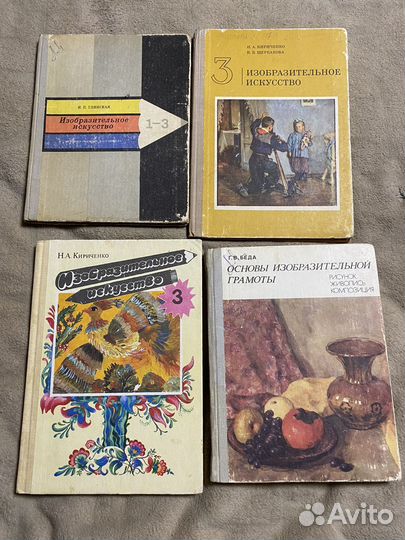 И. П. ГЛИНСКАЯ
Изобразительное
искусство
1-3
И. А. КИРИЧЕНКО
И. В. ЩЕРБАКОВА
3
ИЗОБРАЗИТЕЛЬНОЕ
ИСКУССТВО
Н.А. КИРИЧЕНКО
Изобразительное
искусство
3
Г. В. БЕДА
ОСНОВЫ ИЗОБРАЗИТЕЛЬНОЙ
ГРАМОТЫ
РИСУНОК
ЖИВОПИСЬ
КОМПОЗИЦИЯ
Avito